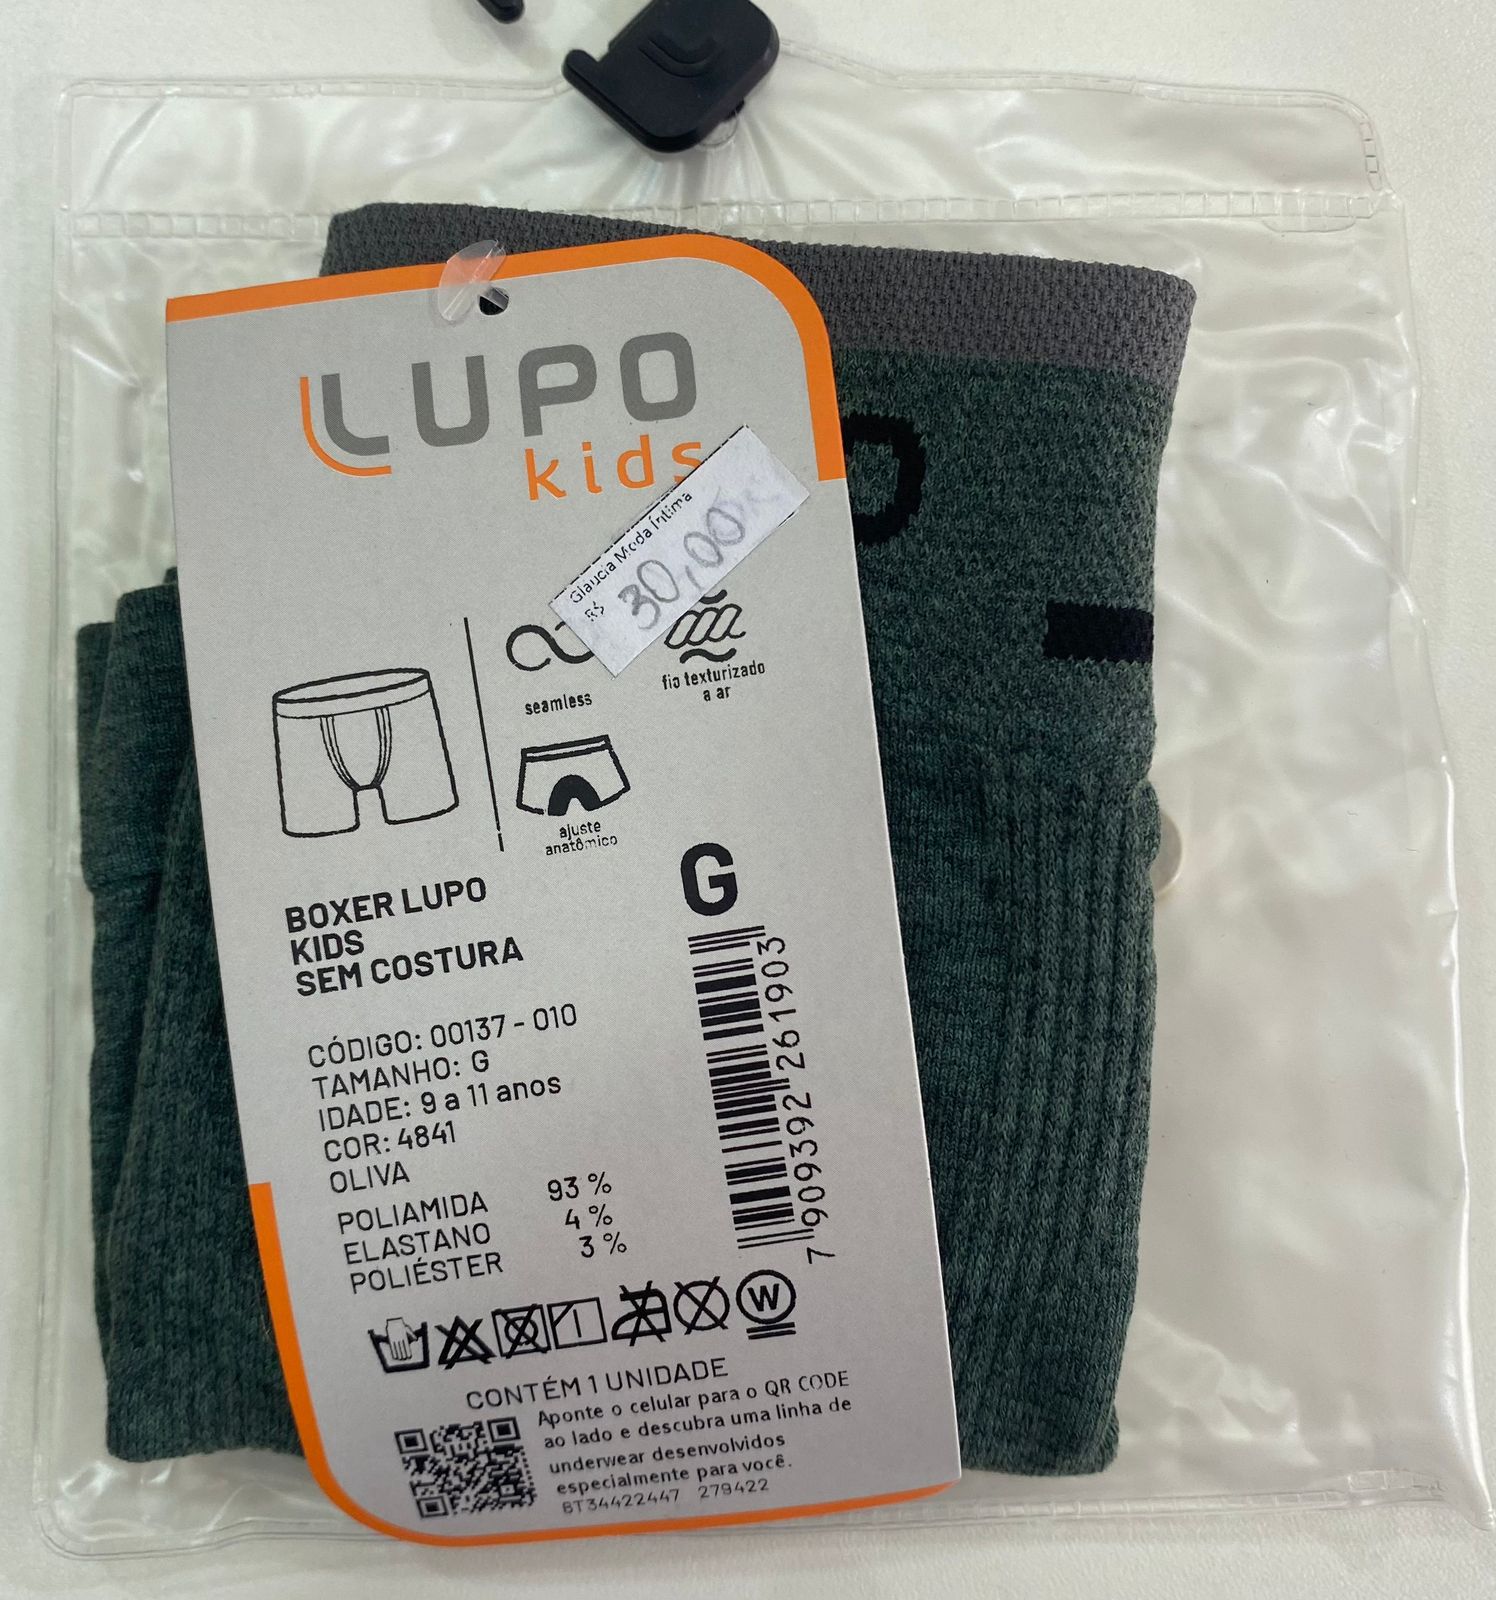 LUPO
kids
Glaucia Moda Íntima
R$ 30,00
seamless
fio texturizado
a ar
ajuste
anatômico
G
BOXER LUPO
KIDS
SEM COSTURA
CÓDIGO: 00137 - 010
TAMANHO: G
IDADE: 9 a 11 anos
COR: 4841
OLIVA
POLIAMIDA 93 %
ELASTANO 4 %
POLIÉSTER 3 %
7 909392 261903
W
CONTÉM 1 UNIDADE
Aponte o celular para o QR CODE
ao lado e descubra uma linha de
underwear desenvolvidos
especialmente para você.
8T34422447 279422
O